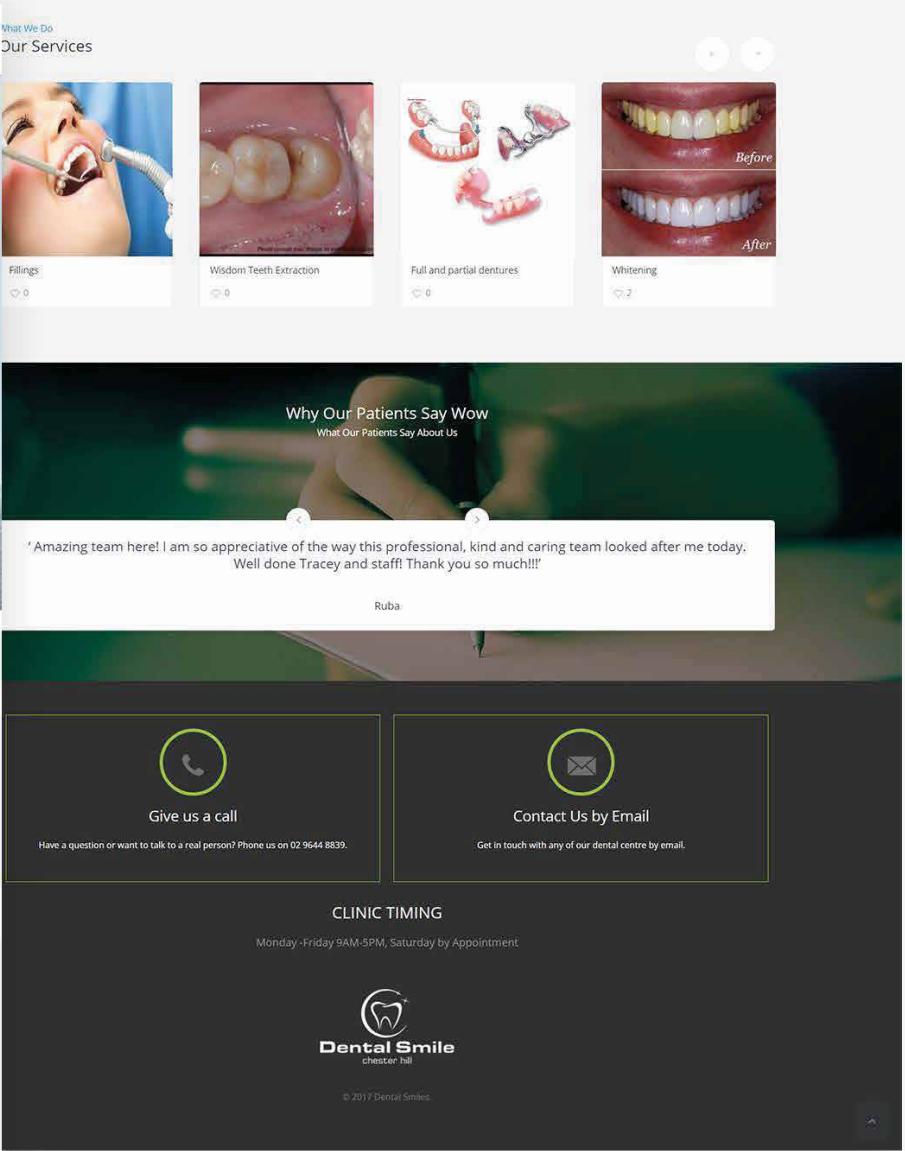 What We Do
Our Services
Before
After
Fillings
Wisdom Teeth Extraction
Full and partial dentures
Whitening
0
0
0
2
Why Our Patients Say Wow
What Our Patients Say About Us
‘ Amazing team here! I am so appreciative of the way this professional, kind and caring team looked after me today.
Well done Tracey and staff! Thank you so much!!!’
Ruba
Give us a call
Have a question or want to talk to a real person? Phone us on 02 9644 8839.
Contact Us by Email
Get in touch with any of our dental centre by email.
CLINIC TIMING
Monday -Friday 9AM-5PM, Saturday by Appointment
Dental Smile
chester hill
© 2017 Dental Smiles.